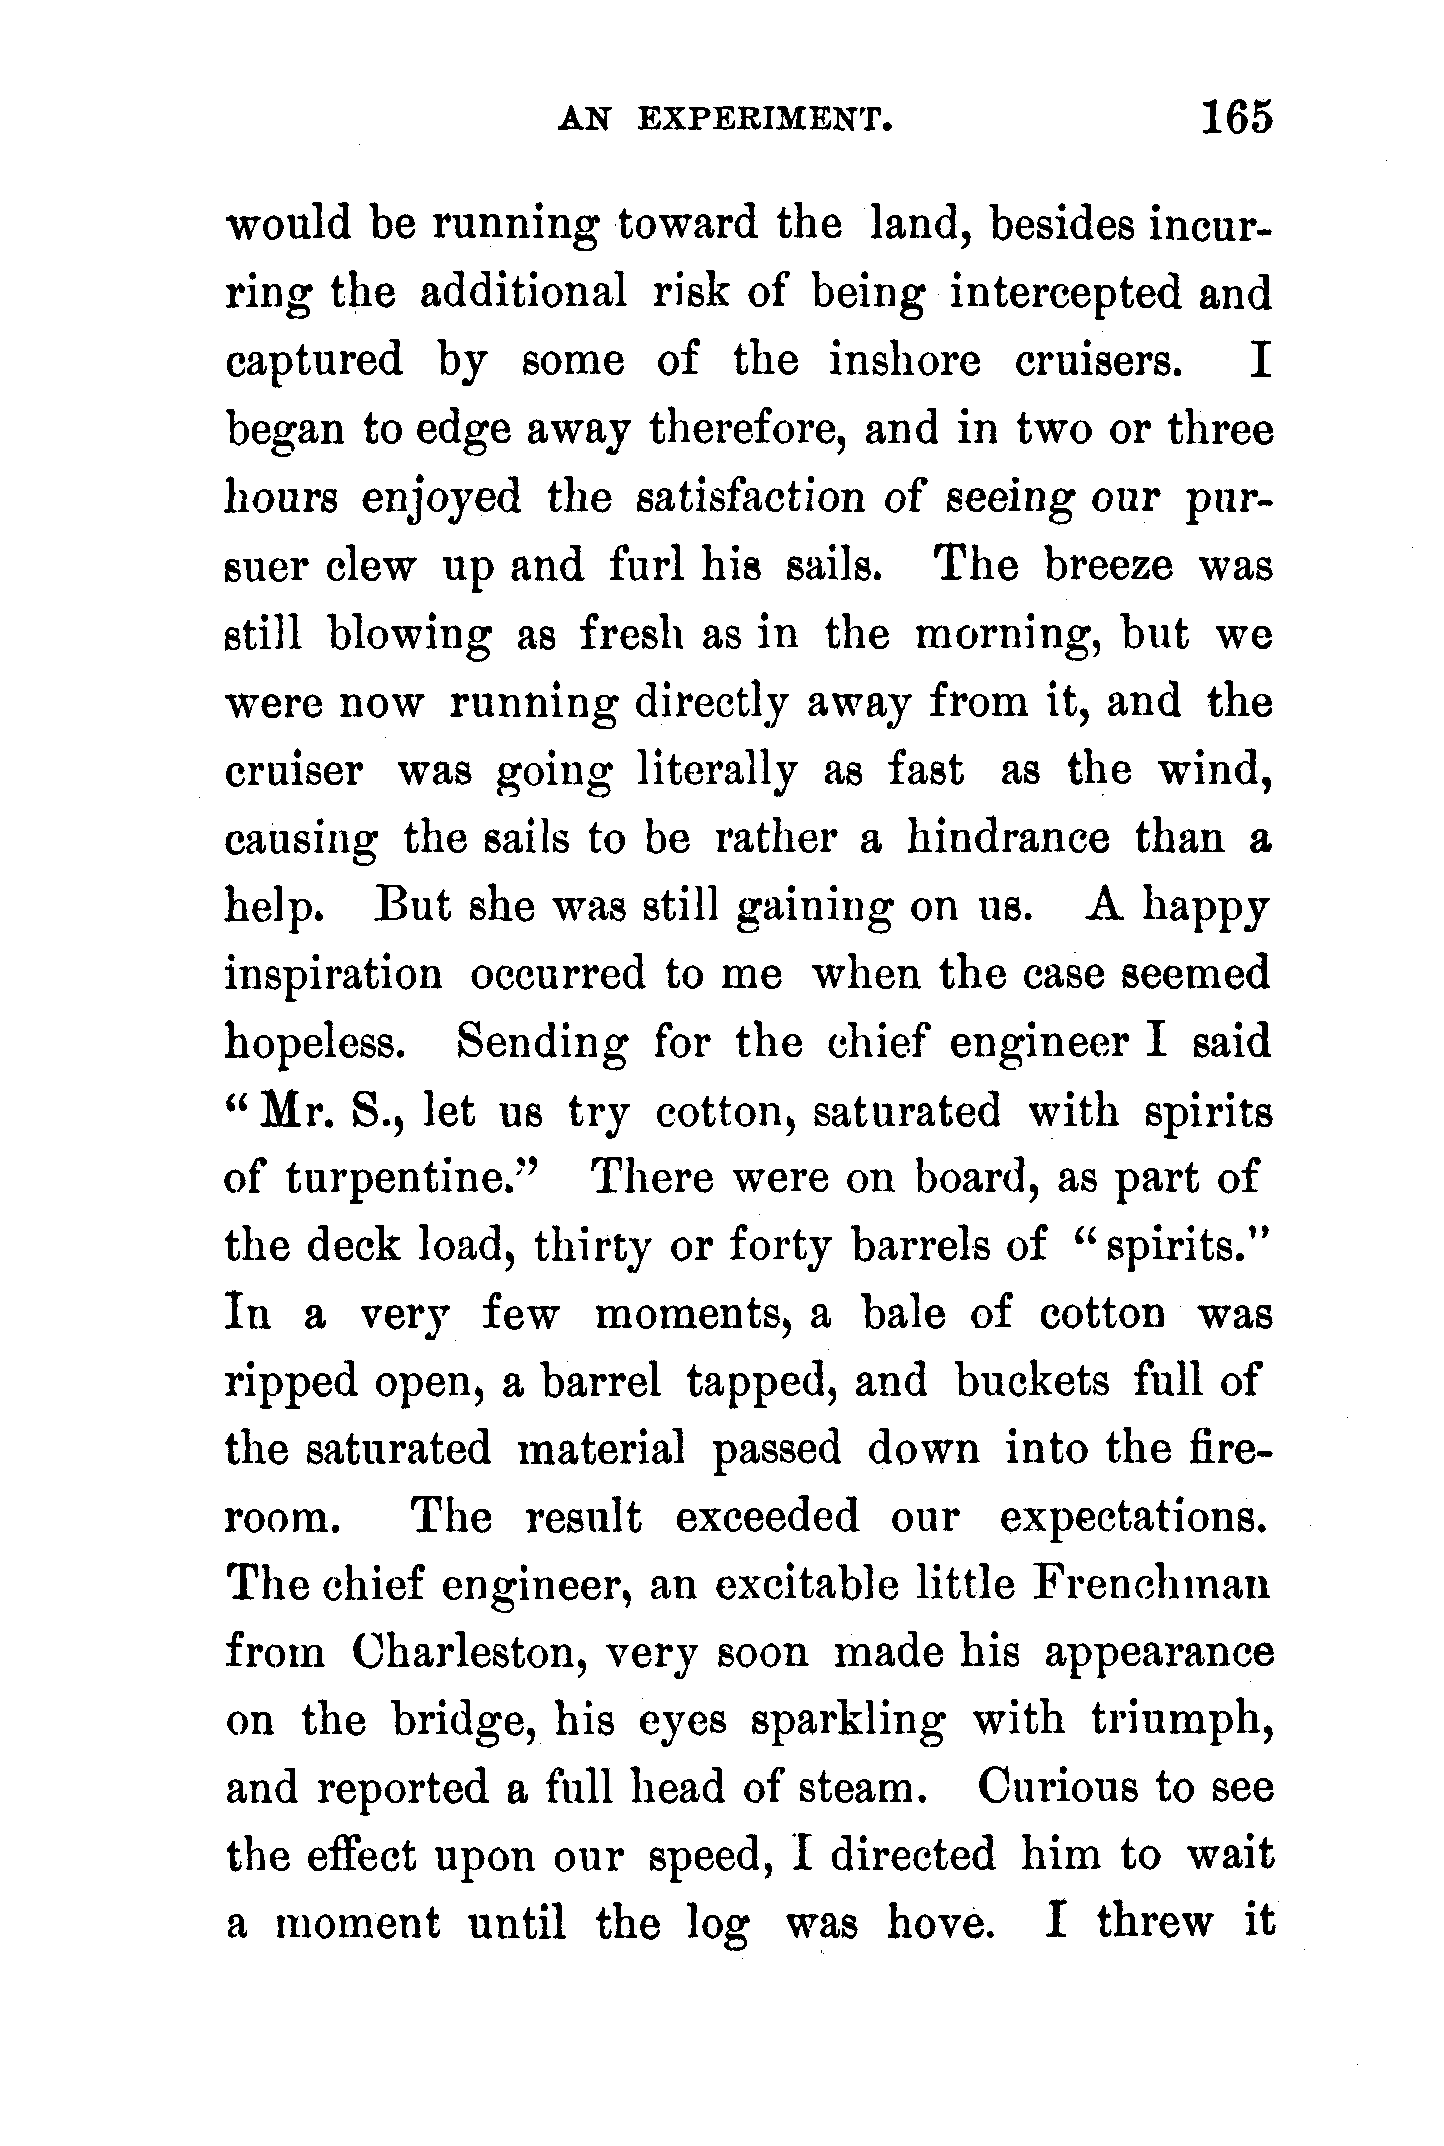 AN EXPERIMENT. 165
would be running toward the land, besides incur-
ring the additional risk of being intercepted and
captured by some of the inshore cruisers. I
began to edge away therefore, and in two or three
hours enjoyed the satisfaction of seeing our pur-
suer clew up and furl his sails. The breeze was
still blowing as fresh as in the morning, but we
were now running directly away from it, and the
cruiser was going literally as fast as the wind,
causing the sails to be rather a hindrance than a
help. But she was still gaining on us. A happy
inspiration occurred to me when the case seemed
hopeless. Sending for the chief engineer I said
“Mr. S., let us try cotton, saturated with spirits
of turpentine.” There were on board, as part of
the deck load, thirty or forty barrels of “spirits.”
In a very few moments, a bale of cotton was
ripped open, a barrel tapped, and buckets full of
the saturated material passed down into the fire-
room. The result exceeded our expectations.
The chief engineer, an excitable little Frenchman
from Charleston, very soon made his appearance
on the bridge, his eyes sparkling with triumph,
and reported a full head of steam. Curious to see
the effect upon our speed, I directed him to wait
a moment until the log was hove. I threw it